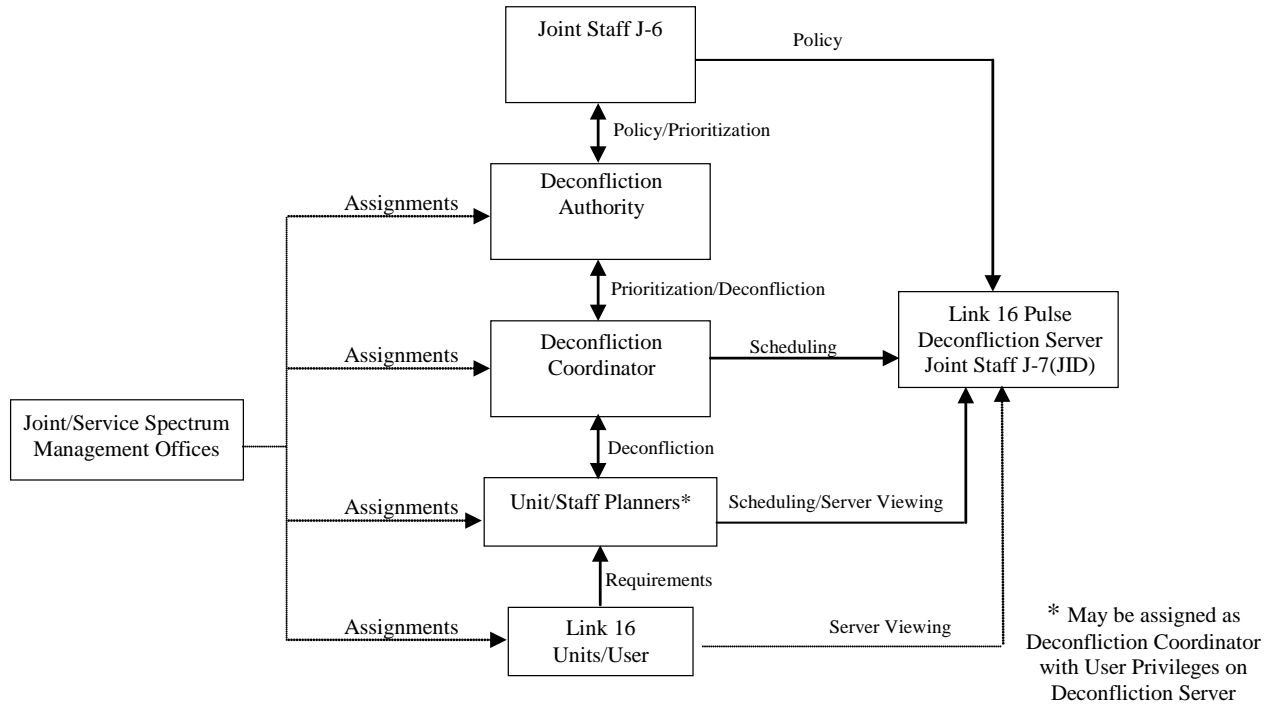 Joint Staff J-6
Policy
Policy/Prioritization
Deconfliction
Authority
Assignments
Prioritization/Deconfliction
Link 16 Pulse
Deconfliction Server
Joint Staff J-7(JID)
Deconfliction
Coordinator
Assignments
Scheduling
Joint/Service Spectrum
Management Offices
Deconfliction
Unit/Staff Planners*
Assignments
Scheduling/Server Viewing
Requirements
Link 16
Units/User
Assignments
Server Viewing
* May be assigned as
Deconfliction Coordinator
with User Privileges on
Deconfliction Server